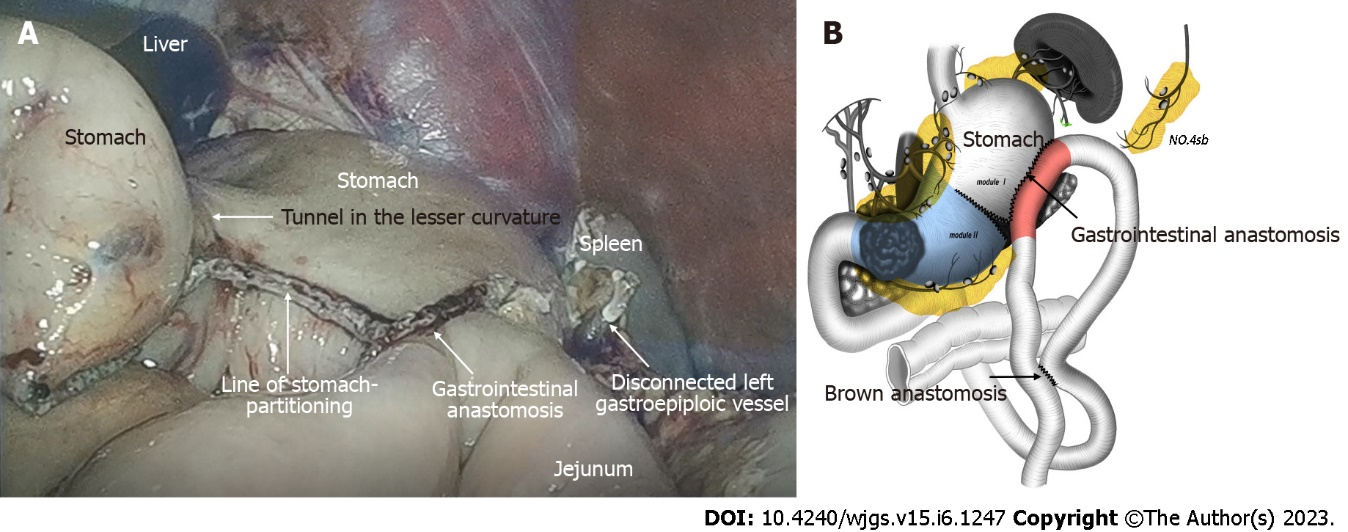 A
Liver
Stomach
Stomach
Tunnel in the lesser curvature
Spleen
Line of stomach-
partitioning
Gastrointestinal
anastomosis
Disconnected left
gastroepiploic vessel
Jejunum
B
Stomach
NO.4sb
module I
module II
Gastrointestinal anastomosis
Brown anastomosis
DOI: 10.4240/wjgs.v15.i6.1247 Copyright ©The Author(s) 2023.